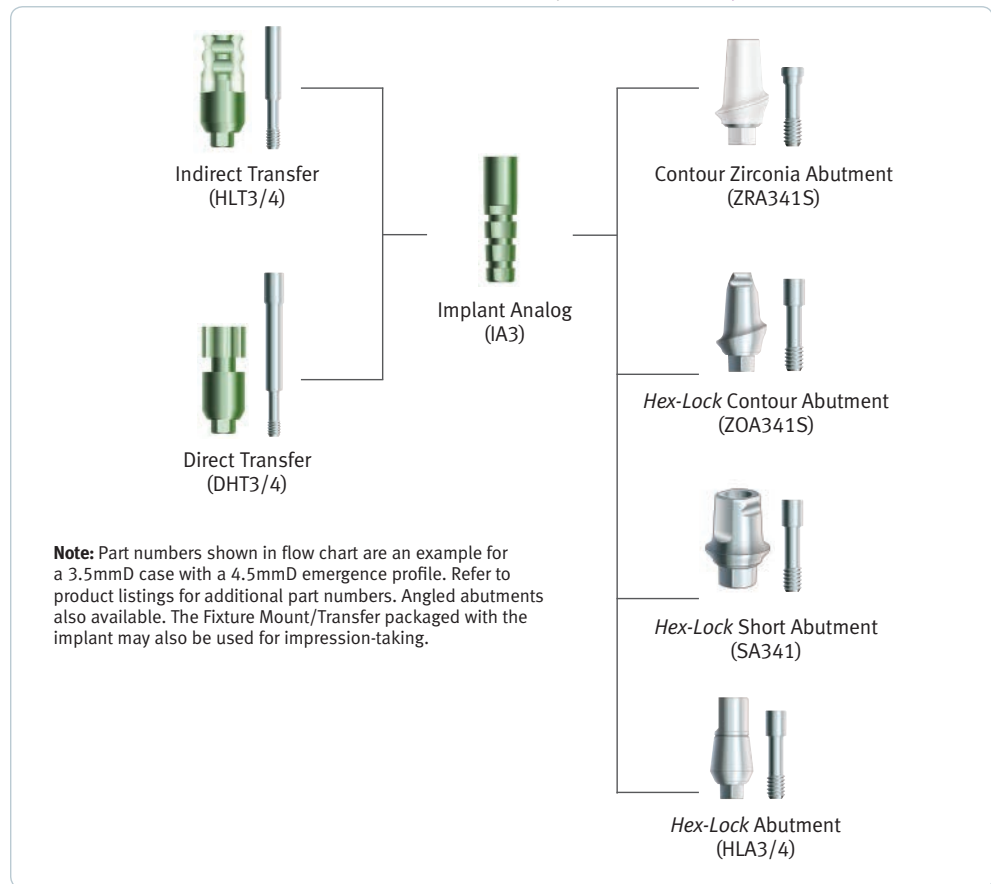 Indirect Transfer
(HLT3/4)
Direct Transfer
(DHT3/4)
Note: Part numbers shown in flow chart are an example for
a 3.5mmD case with a 4.5mmD emergence profile. Refer to
product listings for additional part numbers. Angled abutments
also available. The Fixture Mount/Transfer packaged with the
implant may also be used for impression-taking.
Implant Analog
(IA3)
Contour Zirconia Abutment
(ZRA341S)
Hex-Lock Contour Abutment
(ZOA341S)
Hex-Lock Short Abutment
(SA341)
Hex-Lock Abutment
(HLA3/4)